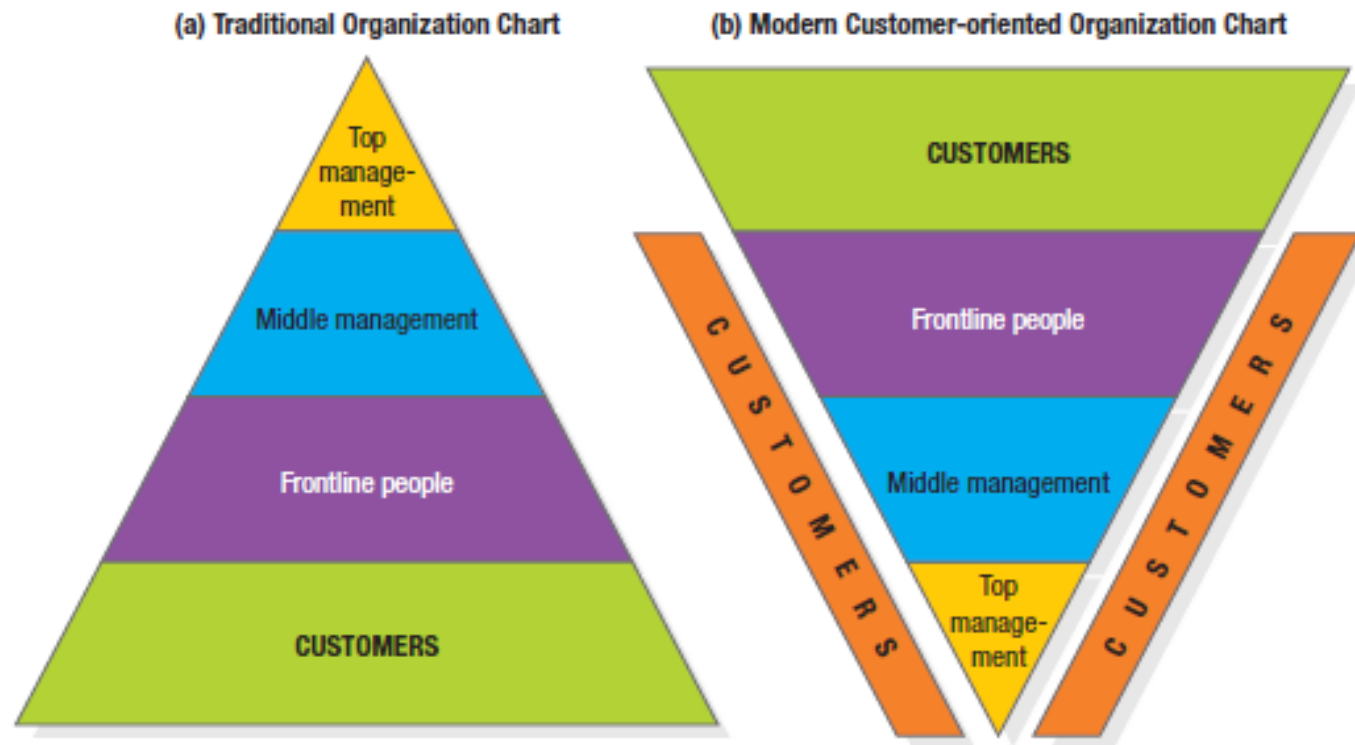 (a) Traditional Organization Chart
Top
manage-
ment
Middle management
Frontline people
CUSTOMERS
(b) Modern Customer-oriented Organization Chart
CUSTOMERS
Frontline people
Middle management
Top
manage-
ment
CUSTOMERS
CUSTOMERS